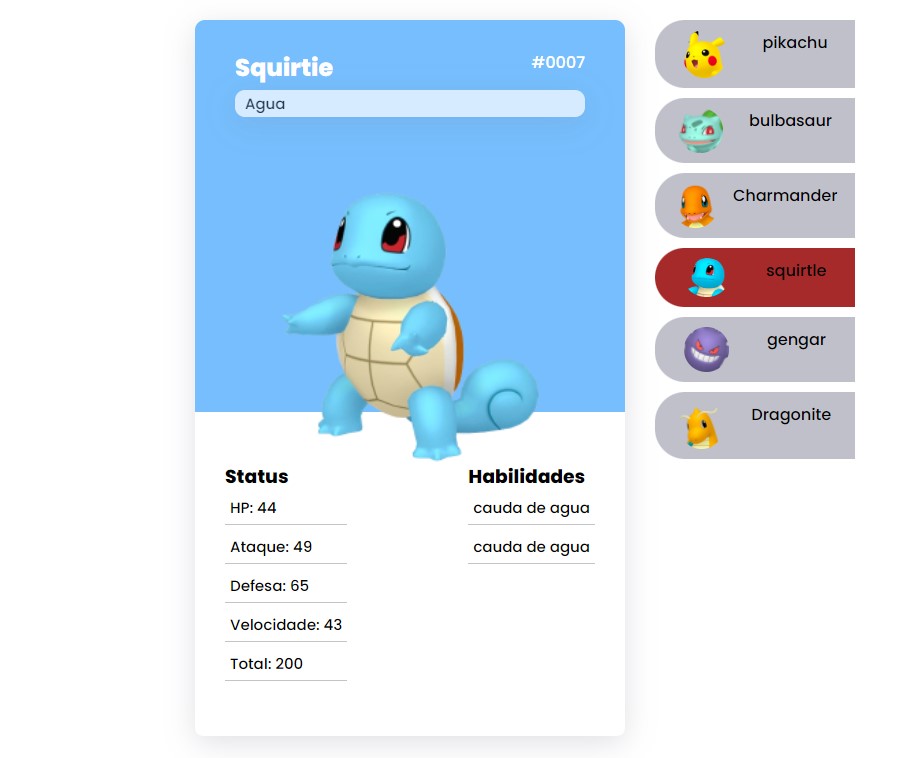 Squirtie
#0007
Agua
Status
HP: 44
Ataque: 49
Defesa: 65
Velocidade: 43
Total: 200
Habilidades
cauda de agua
cauda de agua
pikachu
bulbasaur
Charmander
squirtle
gengar
Dragonite